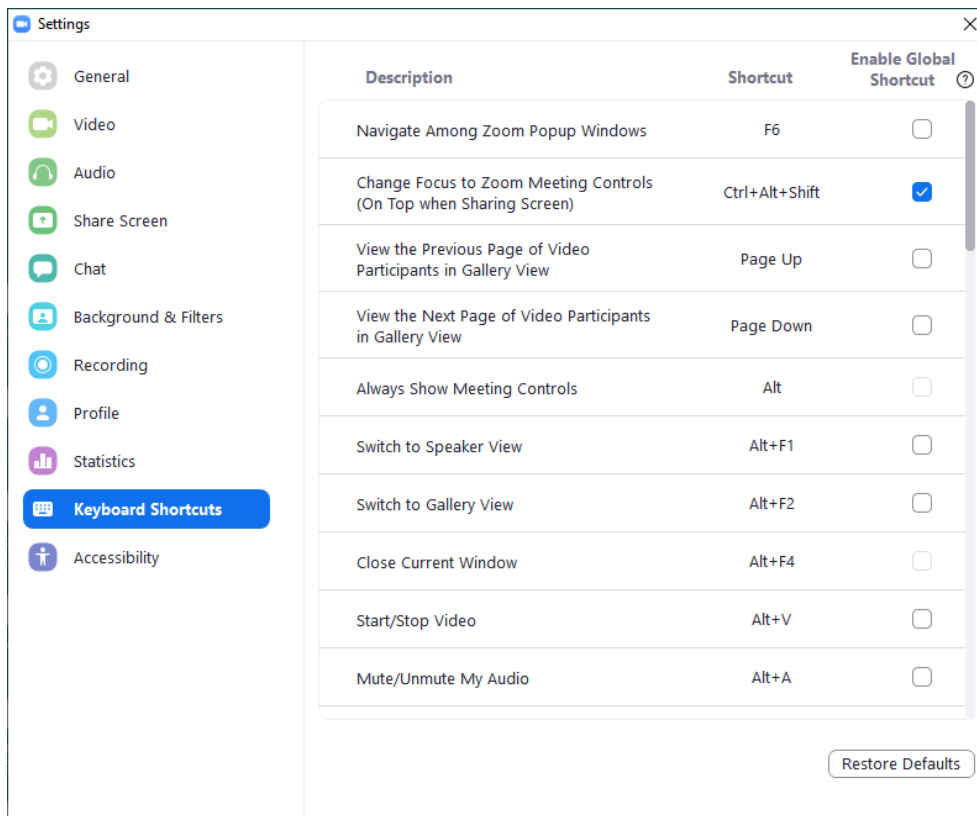 Settings
General
Video
Audio
Share Screen
Chat
Background & Filters
Recording
Profile
Statistics
Keyboard Shortcuts
Accessibility
Description
Shortcut
Enable Global
Shortcut
?
Navigate Among Zoom Popup Windows
F6
Change Focus to Zoom Meeting Controls
(On Top when Sharing Screen)
Ctrl+Alt+Shift
View the Previous Page of Video
Participants in Gallery View
Page Up
View the Next Page of Video Participants
in Gallery View
Page Down
Always Show Meeting Controls
Alt
Switch to Speaker View
Alt+F1
Switch to Gallery View
Alt+F2
Close Current Window
Alt+F4
Start/Stop Video
Alt+V
Mute/Unmute My Audio
Alt+A
Restore Defaults